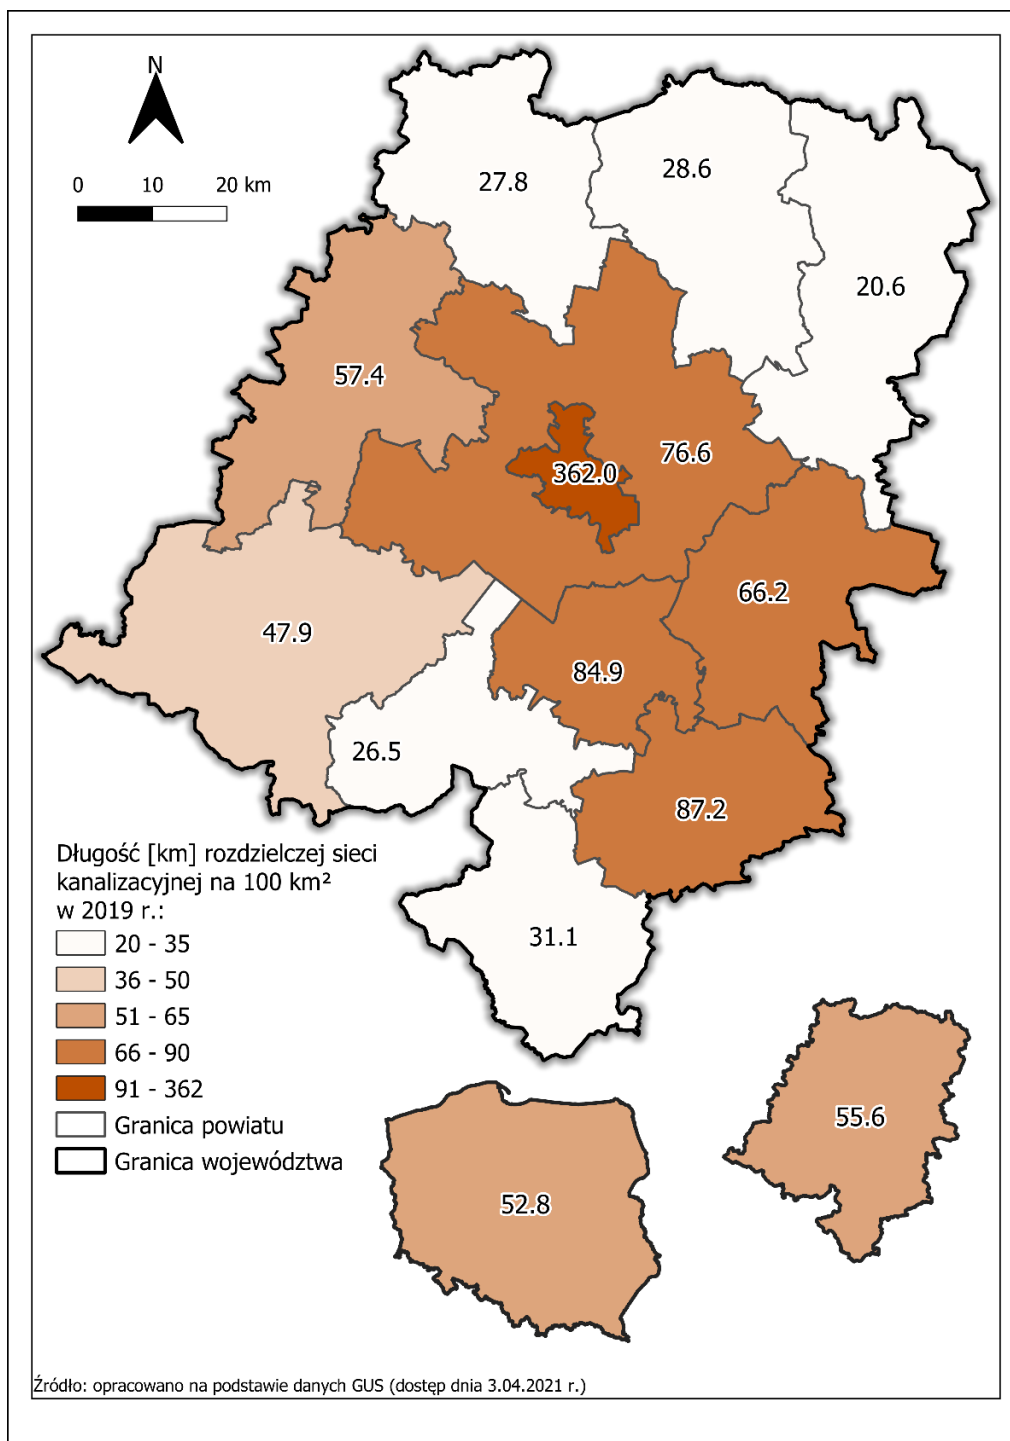 N
0 10 20 km
27.8
28.6
20.6
57.4
76.6
362.0
66.2
47.9
84.9
26.5
87.2
31.1
Długość [km] rozdzielczej sieci
kanalizacyjnej na 100 km²
w 2019 r.:
20 - 35
36 - 50
51 - 65
66 - 90
91 - 362
Granica powiatu
Granica województwa
55.6
52.8
Źródło: opracowano na podstawie danych GUS (dostęp dnia 3.04.2021 r.)